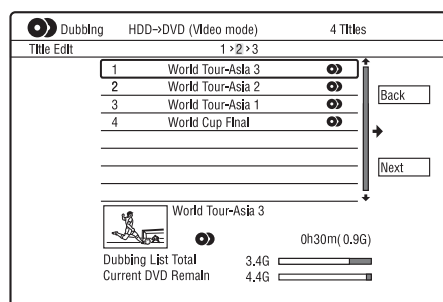 Dubbing HDD→DVD (Video mode) 4 Titles
Title Edit 1 > 2 > 3
1 World Tour-Asia 3
2 World Tour-Asia 2
3 World Tour-Asia 1
4 World Cup Final
Back
Next
World Tour-Asia 3
0h30m( 0.9G)
Dubbing List Total 3.4G
Current DVD Remain 4.4G